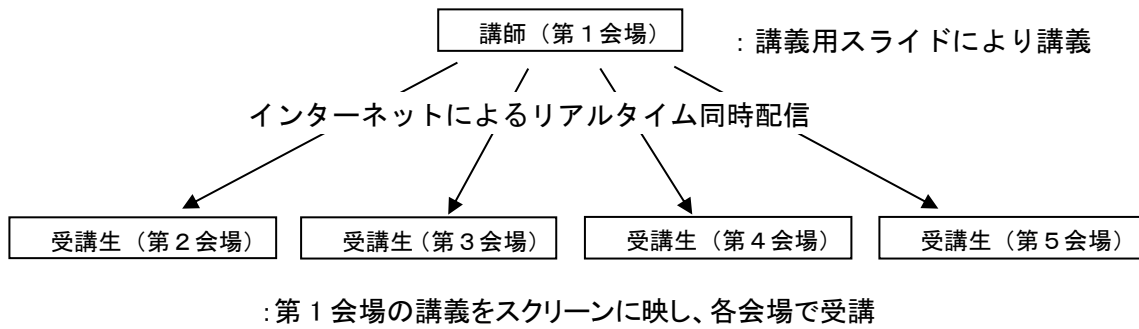 講師（第１会場）
：講義用スライドにより講義
インターネットによるリアルタイム同時配信
受講生（第２会場）
受講生（第３会場）
受講生（第４会場）
受講生（第５会場）
：第１会場の講義をスクリーンに映し、各会場で受講